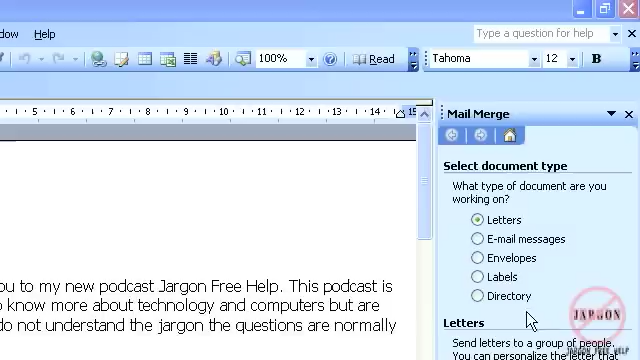 dow Help
Type a question for help
100% Read Tahoma 12 B
5 6 7 8 9 10 11 12 13 14 15
Mail Merge
Select document type
What type of document are you
working on?
Letters
E-mail messages
Envelopes
Labels
Directory
Letters
Send letters to a group of people.
You can personalize the letter that
ou to my new podcast Jargon Free Help. This podcast is
o know more about technology and computers but are
do not understand the jargon the questions are normally
JARGON
JARGON FREE HELP